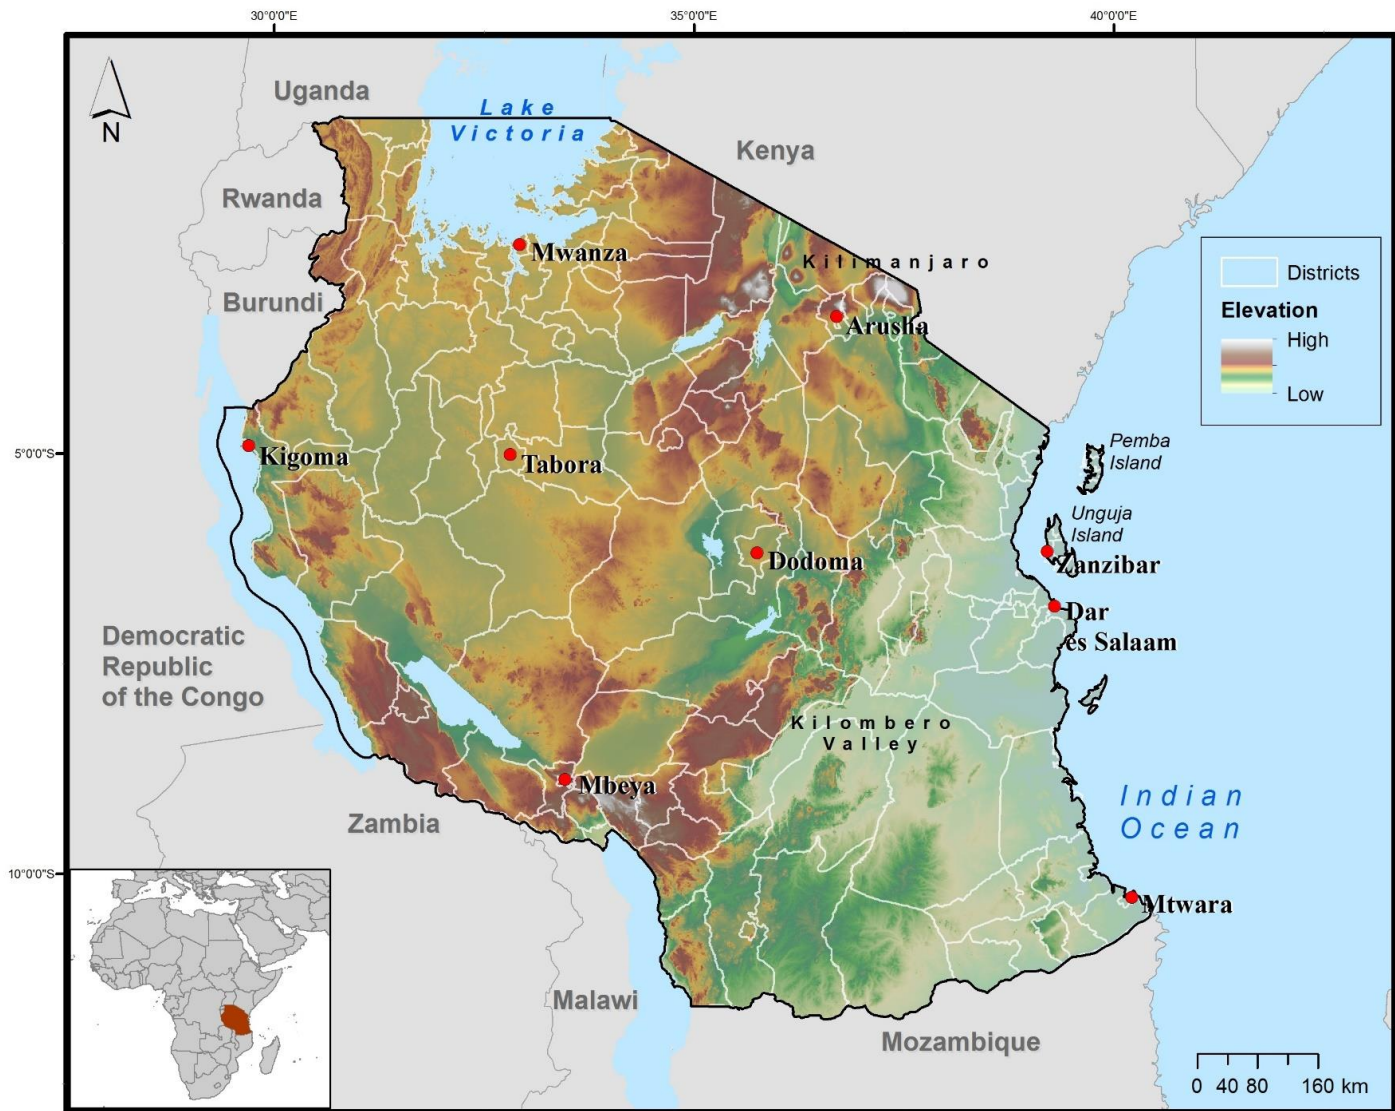 30°0'0"E
35°0'0"E
40°0'0"E
N
Uganda
Lake
Victoria
Kenya
Rwanda
Mwanza
Kilimanjaro
Burundi
Arusha
Districts
Elevation
High
Low
5°0'0"S
Kigoma
Tabora
Pemba
Island
Unguja
Island
Dodoma
Zanzibar
Dar
es Salaam
Democratic
Republic
of the Congo
Kilombero
Valley
Mbeya
Zambia
Indian
Ocean
10°0'0"S
Mtwara
Malawi
Mozambique
0 40 80 160 km